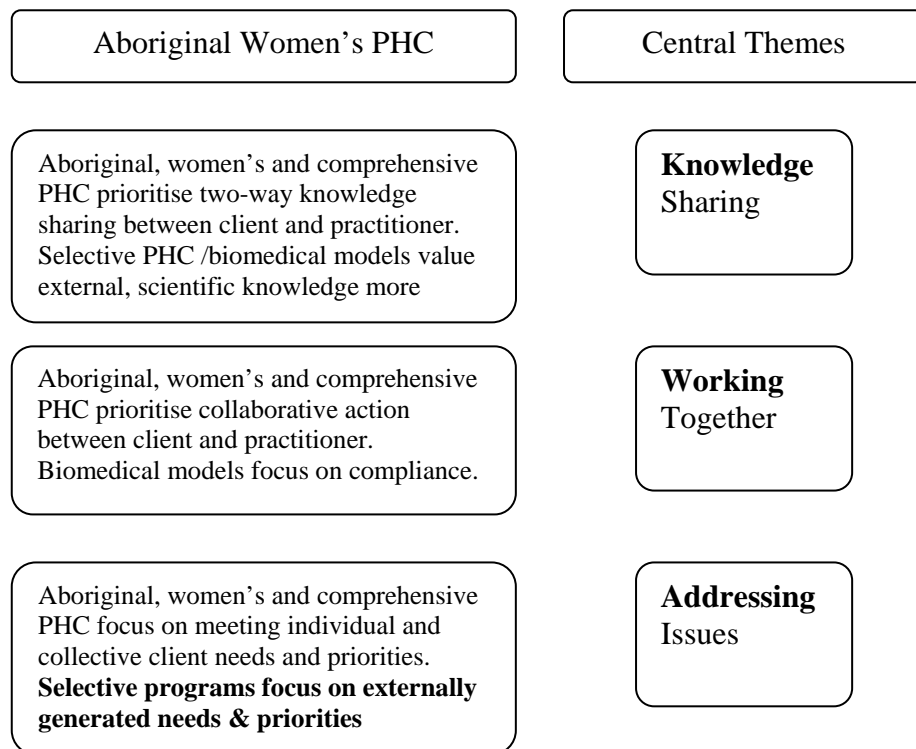 Aboriginal Women's PHC
Central Themes
Aboriginal, women's and comprehensive
PHC prioritise two-way knowledge
sharing between client and practitioner.
Selective PHC /biomedical models value
external, scientific knowledge more
Knowledge
Sharing
Aboriginal, women's and comprehensive
PHC prioritise collaborative action
between client and practitioner.
Biomedical models focus on compliance.
Working
Together
Aboriginal, women's and comprehensive
PHC focus on meeting individual and
collective client needs and priorities.
Selective programs focus on externally
generated needs & priorities
Addressing
Issues